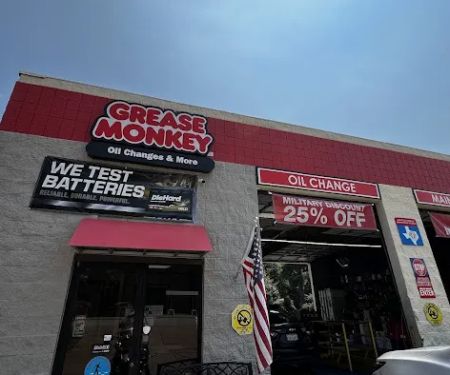 GREASE
MONKEY
Oil Changes & More
WE TEST
BATTERIES
DieHard
RELIABLE. DURABLE. POWERFUL.
OIL CHANGE
MILITARY DISCOUNT
25% OFF